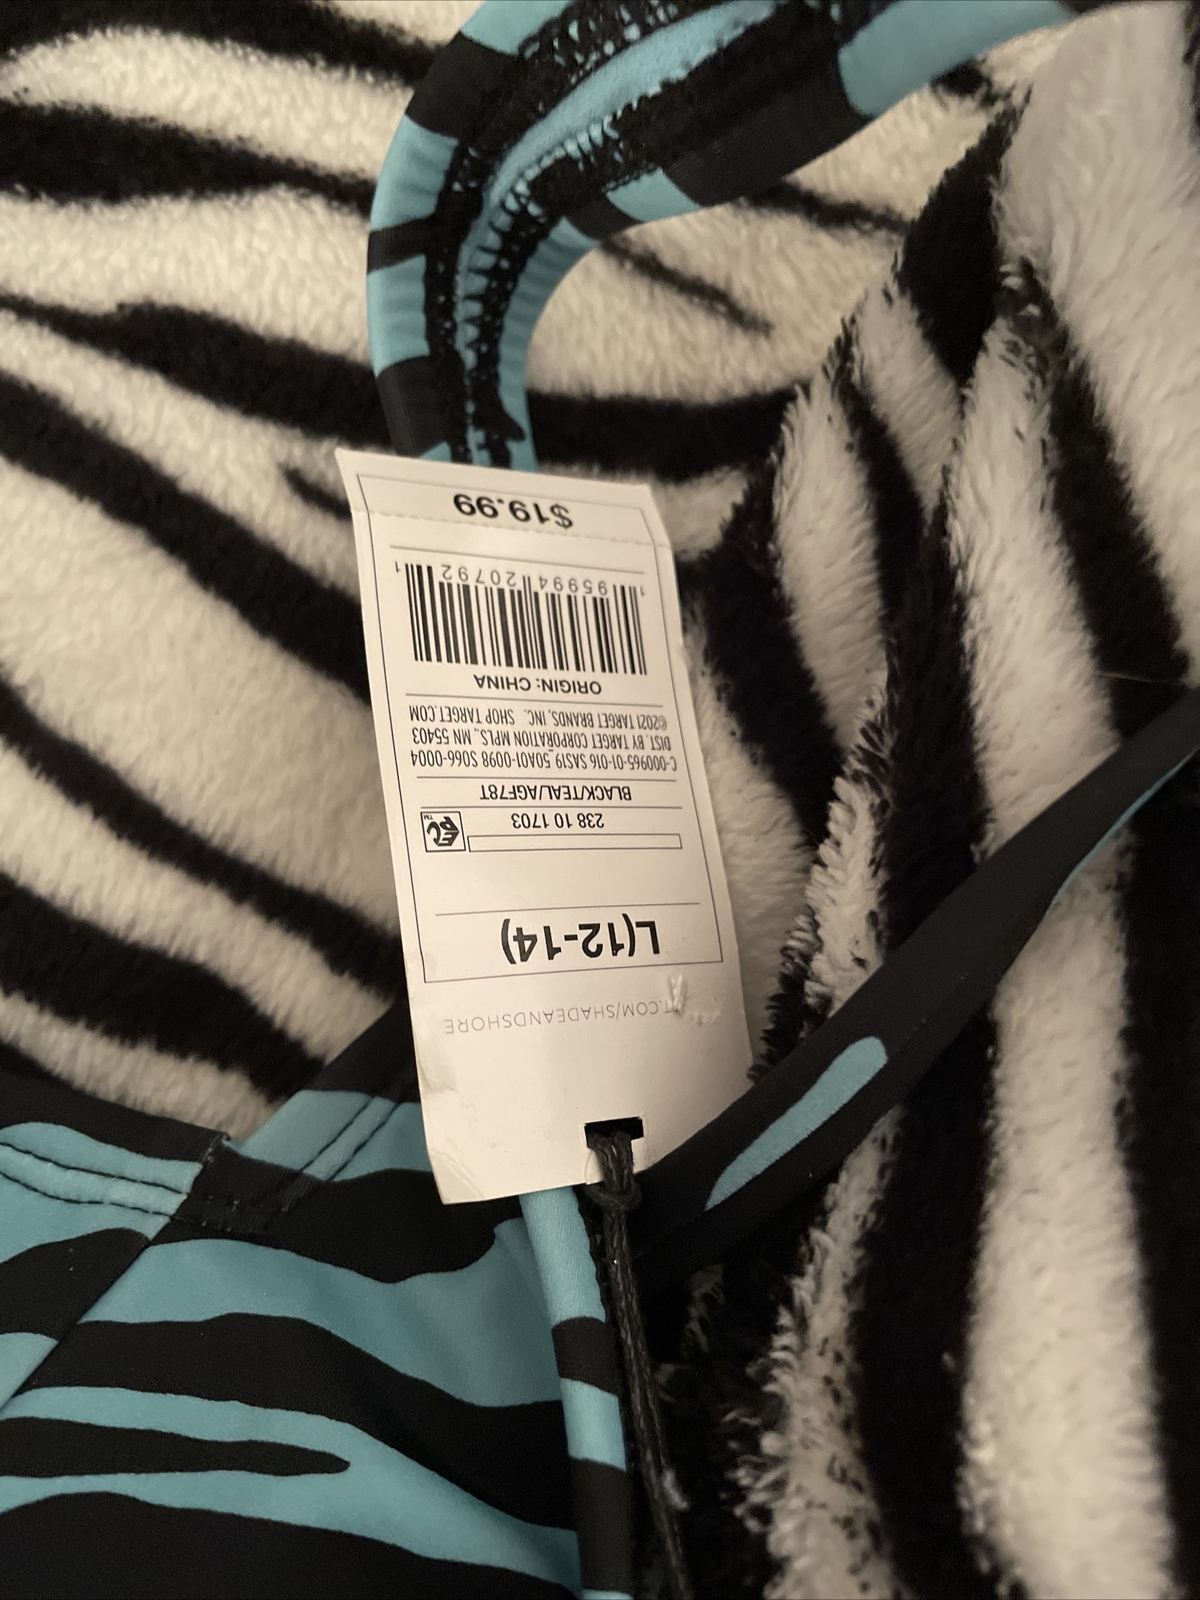 T.COM/SHADEANDSHORE
L(12-14)
238 10 1703
BLACK/TEAL/AGF78T
C-000965-01-016 SAS19 50A01-0098 S066-0004
DIST. BY TARGET CORPORATION MPLS., MN 55403
©2021 TARGET BRANDS, INC. SHOP TARGET.COM
ORIGIN: CHINA
1 95994 20792 1
$19.99